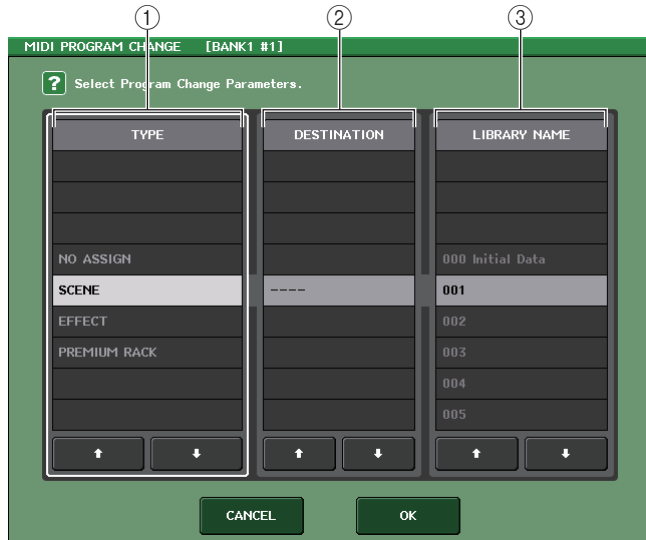 ① ② ③
MIDI PROGRAM CHANGE [BANK1 #1]
? Select Program Change Parameters.
TYPE DESTINATION LIBRARY NAME
NO ASSIGN 000 Initial Data
SCENE ---- 001
EFFECT 002
PREMIUM RACK 003
004
005
CANCEL OK